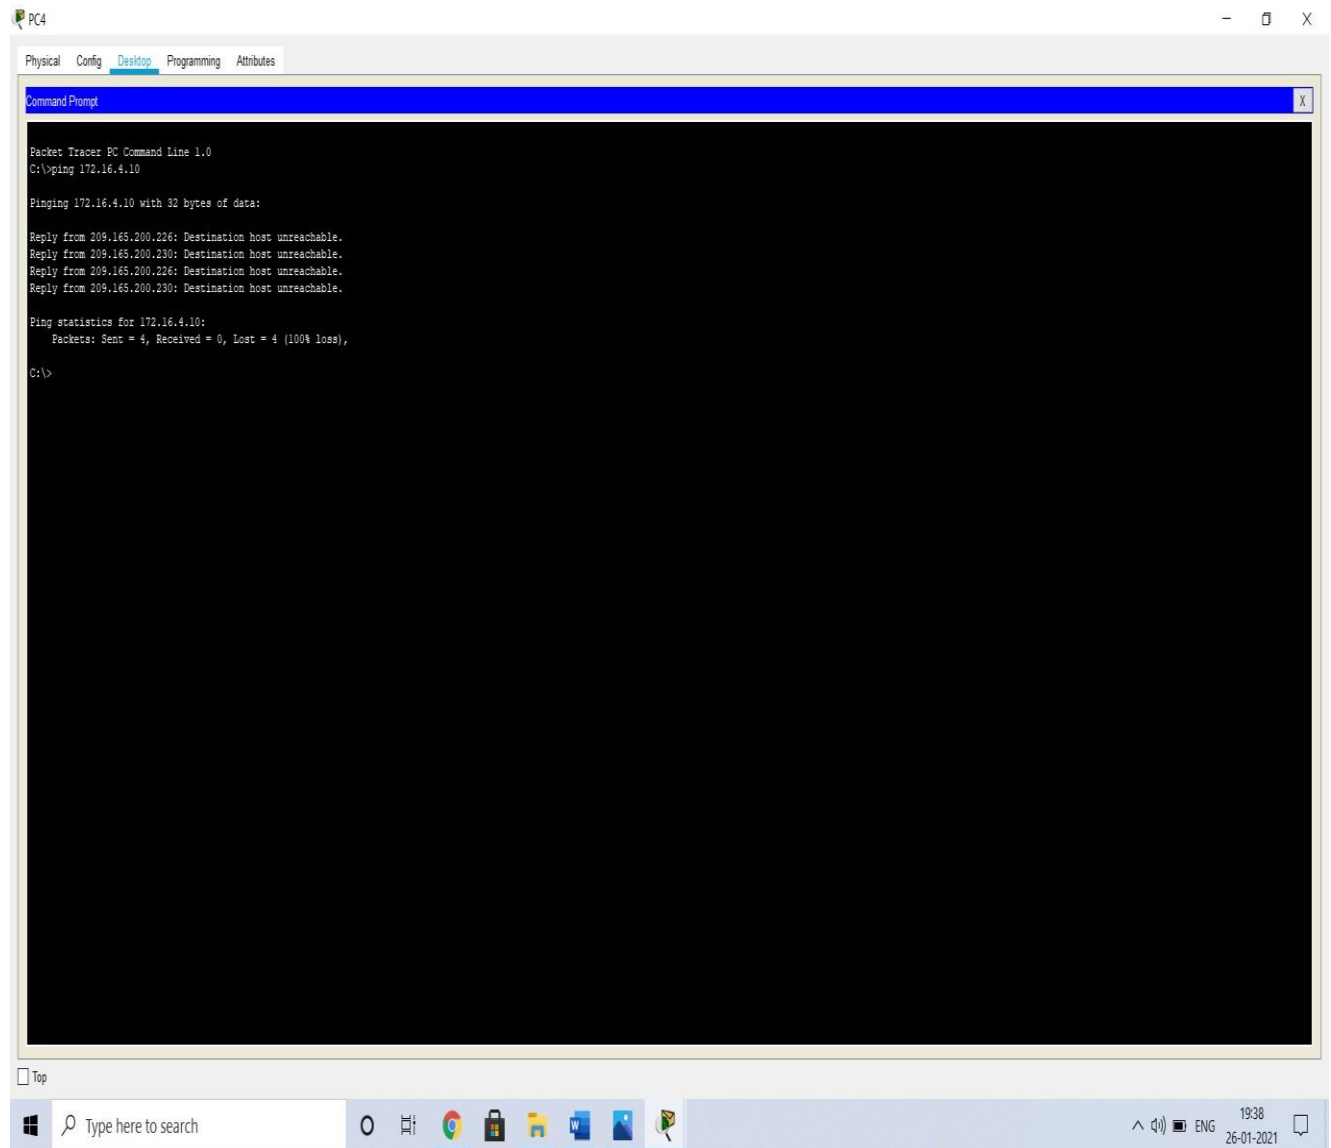 PC4
Physical Config Desktop Programming Attributes
Command Prompt
X
Packet Tracer PC Command Line 1.0
C:\>ping 172.16.4.10
Pinging 172.16.4.10 with 32 bytes of data:
Reply from 209.165.200.226: Destination host unreachable.
Reply from 209.165.200.230: Destination host unreachable.
Reply from 209.165.200.226: Destination host unreachable.
Reply from 209.165.200.230: Destination host unreachable.
Ping statistics for 172.16.4.10:
    Packets: Sent = 4, Received = 0, Lost = 4 (100% loss),
C:\>
Top
Type here to search
ENG
19:38
26-01-2021